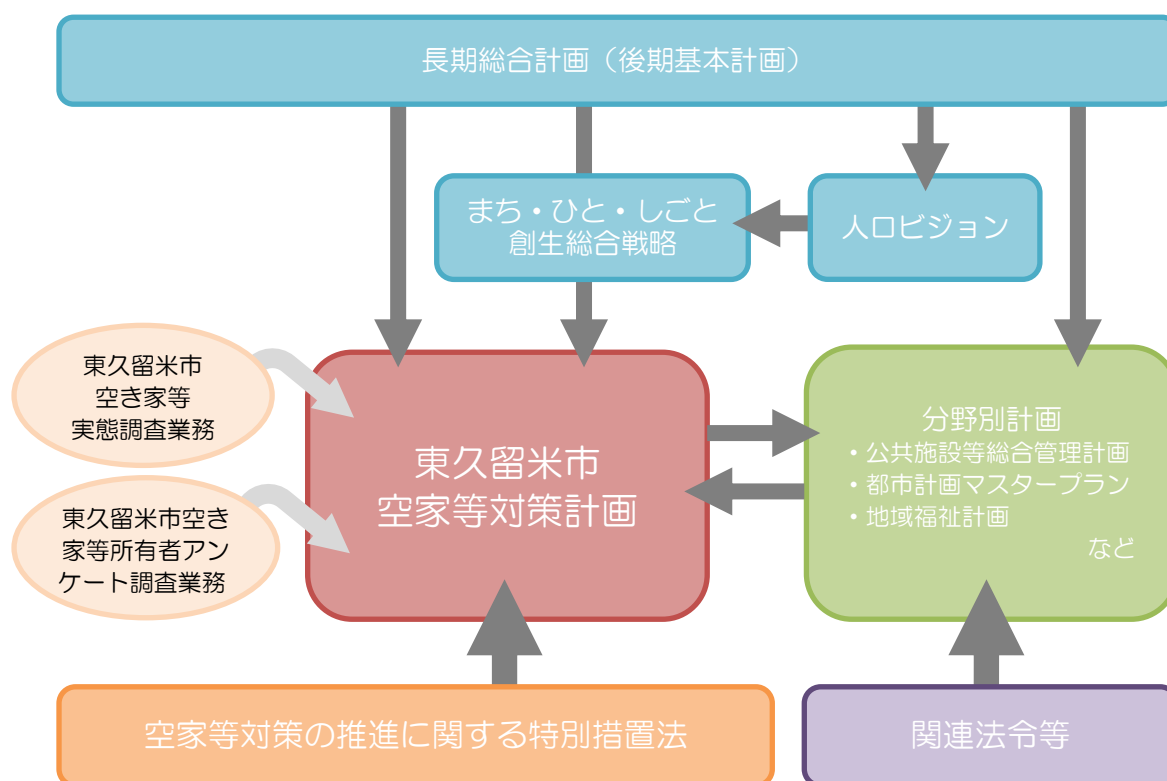 長期総合計画（後期基本計画）
まち・ひと・しごと
創生総合戦略
人口ビジョン
東久留米市
空き家等
実態調査業務
東久留米市空き
家等所有者アン
ケート調査業務
東久留米市
空家等対策計画
分野別計画
・公共施設等総合管理計画
・都市計画マスタープラン
・地域福祉計画
など
空家等対策の推進に関する特別措置法
関連法令等